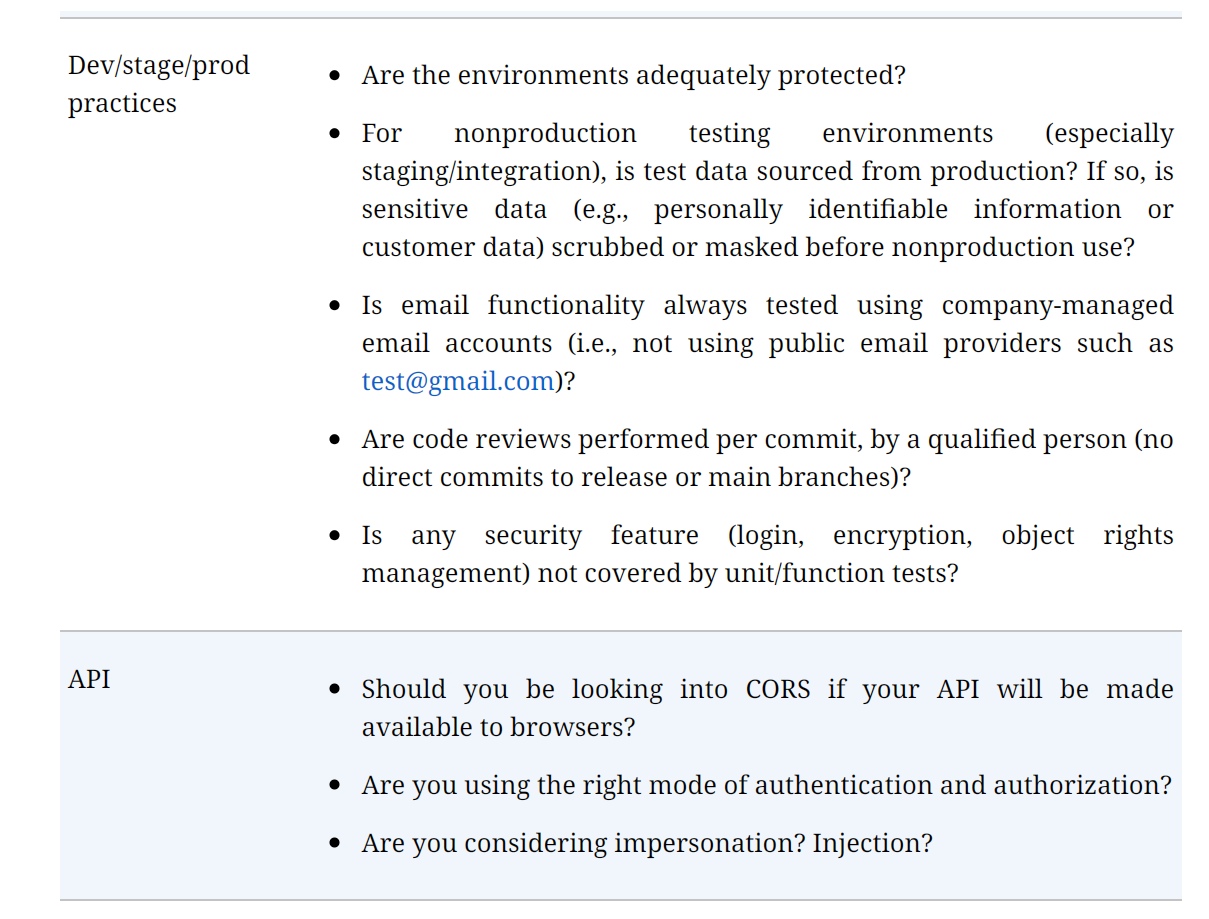 Dev/stage/prod
practices
• Are the environments adequately protected?
• For nonproduction testing environments (especially
staging/integration), is test data sourced from production? If so, is
sensitive data (e.g., personally identifiable information or
customer data) scrubbed or masked before nonproduction use?
• Is email functionality always tested using company-managed
email accounts (i.e., not using public email providers such as
test@gmail.com)?
• Are code reviews performed per commit, by a qualified person (no
direct commits to release or main branches)?
• Is any security feature (login, encryption, object rights
management) not covered by unit/function tests?
API
• Should you be looking into CORS if your API will be made
available to browsers?
• Are you using the right mode of authentication and authorization?
• Are you considering impersonation? Injection?